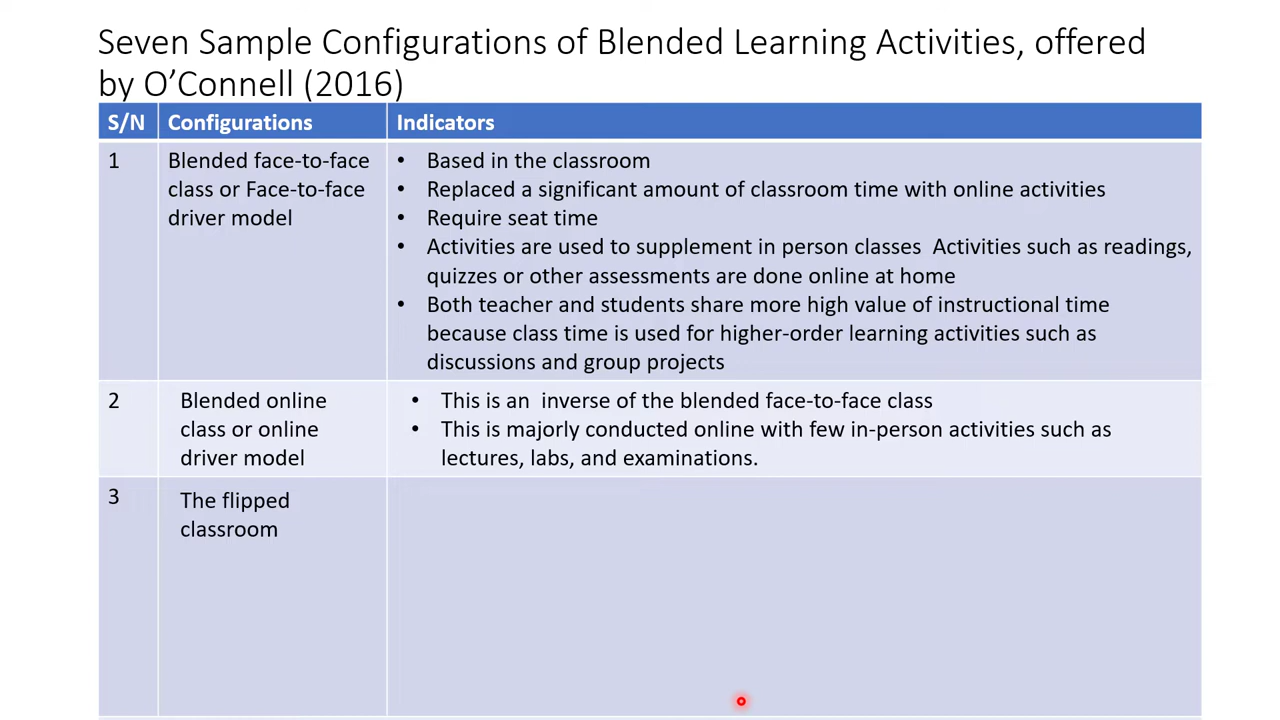 Seven Sample Configurations of Blended Learning Activities, offered
by O’Connell (2016)
S/N Configurations Indicators
1 Blended face-to-face • Based in the classroom
class or Face-to-face • Replaced a significant amount of classroom time with online activities
driver model • Require seat time
• Activities are used to supplement in person classes  Activities such as readings,
quizzes or other assessments are done online at home
• Both teacher and students share more high value of instructional time
because class time is used for higher-order learning activities such as
discussions and group projects
2 Blended online • This is an  inverse of the blended face-to-face class
class or online • This is majorly conducted online with few in-person activities such as
driver model lectures, labs, and examinations.
3 The flipped
classroom